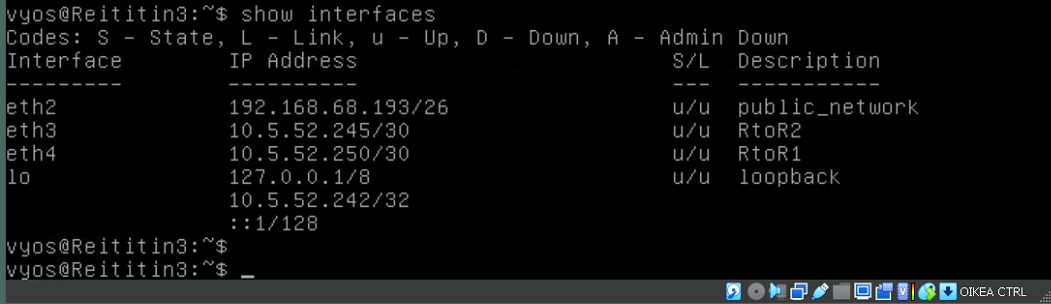 vyos@Reititin3:~$ show interfaces
Codes: S - State, L - Link, u - Up, D - Down, A - Admin Down
Interface IP Address S/L Description
--------- ---------- --- -----------
eth2 192.168.68.193/26 u/u public_network
eth3 10.5.52.245/30 u/u RtoR2
eth4 10.5.52.250/30 u/u RtoR1
lo 127.0.0.1/8 u/u loopback
10.5.52.242/32
::1/128
vyos@Reititin3:~$
vyos@Reititin3:~$ _
OIKEA CTRL